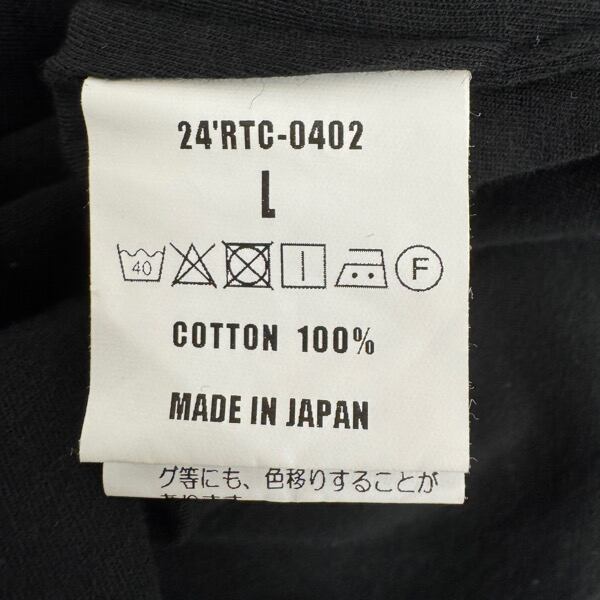 24'RTC-0402
L
40 F
COTTON 100%
MADE IN JAPAN
グ等にも、色移りすることが